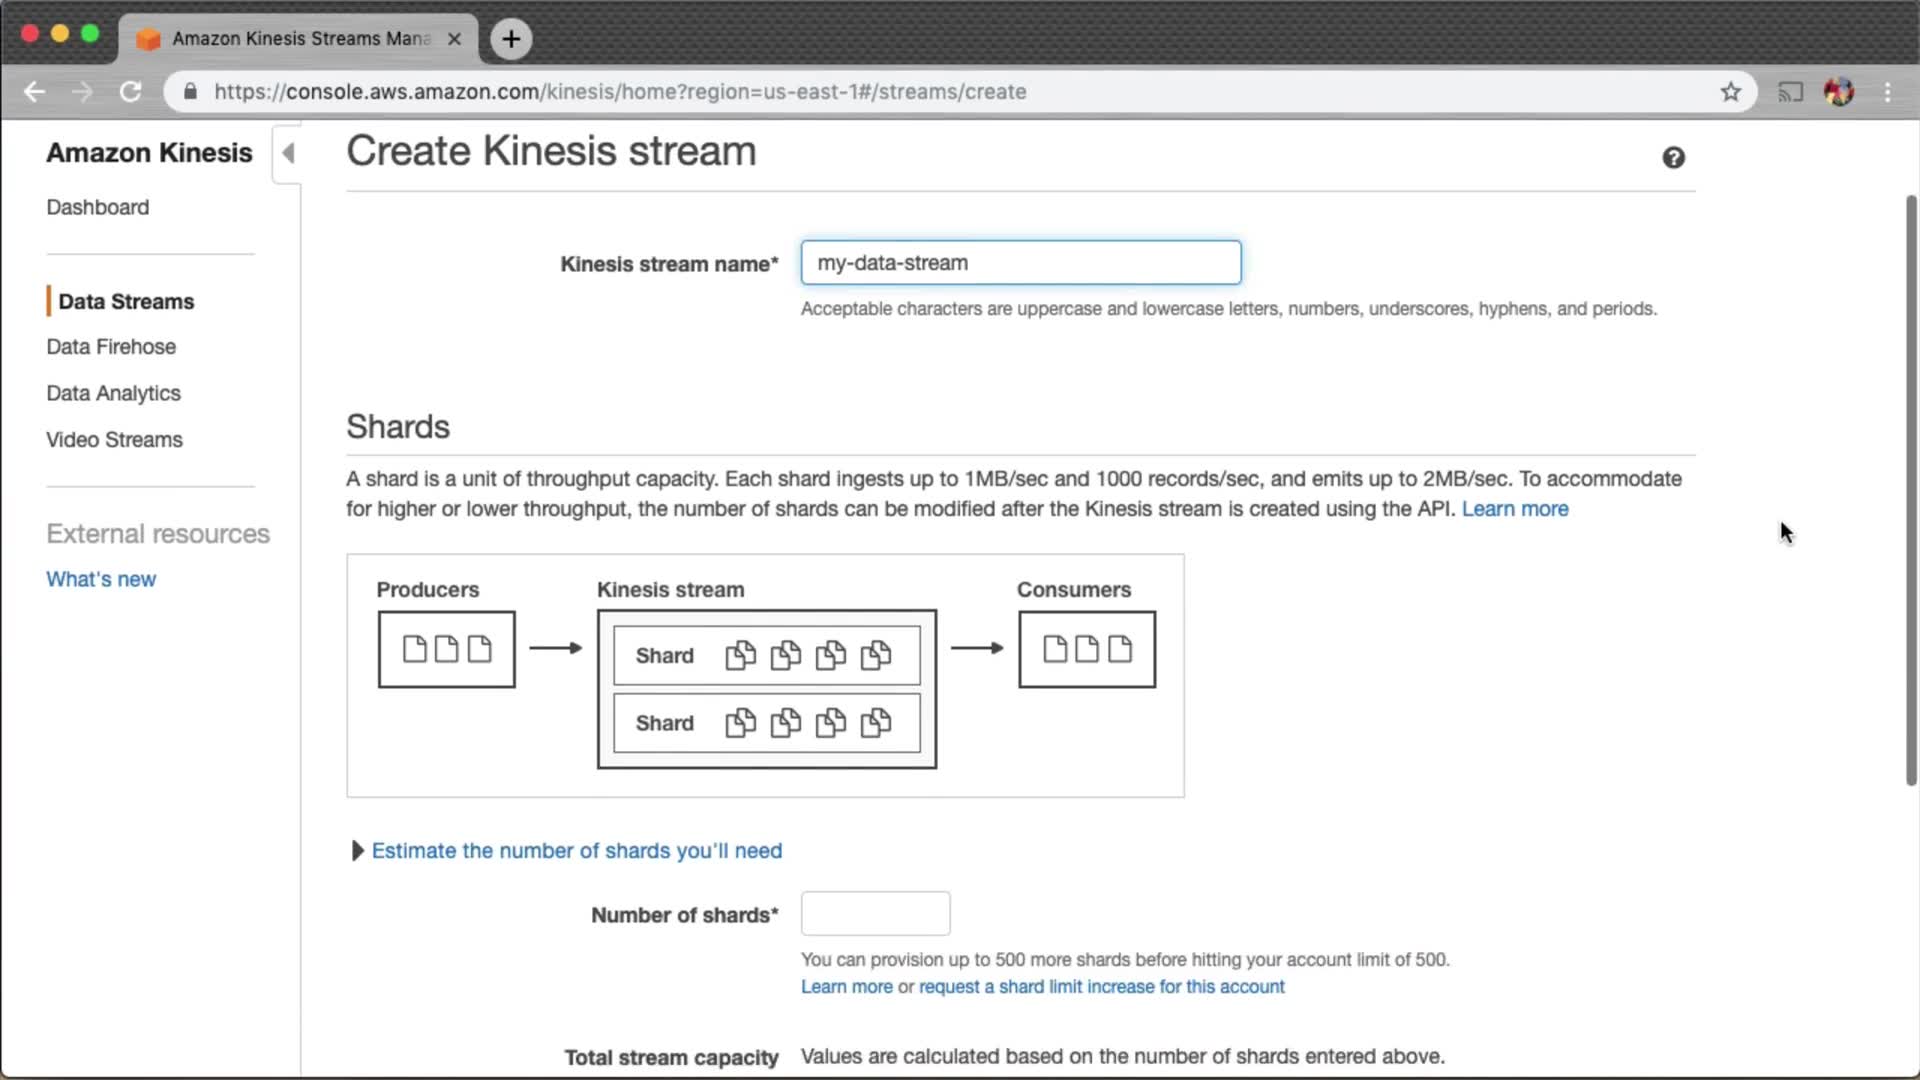 Amazon Kinesis Streams Mana
https://console.aws.amazon.com/kinesis/home?region=us-east-1#/streams/create
Amazon Kinesis
Dashboard
Data Streams
Data Firehose
Data Analytics
Video Streams
External resources
What's new
Create Kinesis stream
Kinesis stream name*
my-data-stream
Acceptable characters are uppercase and lowercase letters, numbers, underscores, hyphens, and periods.
Shards
A shard is a unit of throughput capacity. Each shard ingests up to 1MB/sec and 1000 records/sec, and emits up to 2MB/sec. To accommodate
for higher or lower throughput, the number of shards can be modified after the Kinesis stream is created using the API. Learn more
Producers
Kinesis stream
Consumers
Shard
Shard
Estimate the number of shards you'll need
Number of shards*
You can provision up to 500 more shards before hitting your account limit of 500.
Learn more or request a shard limit increase for this account
Total stream capacity
Values are calculated based on the number of shards entered above.